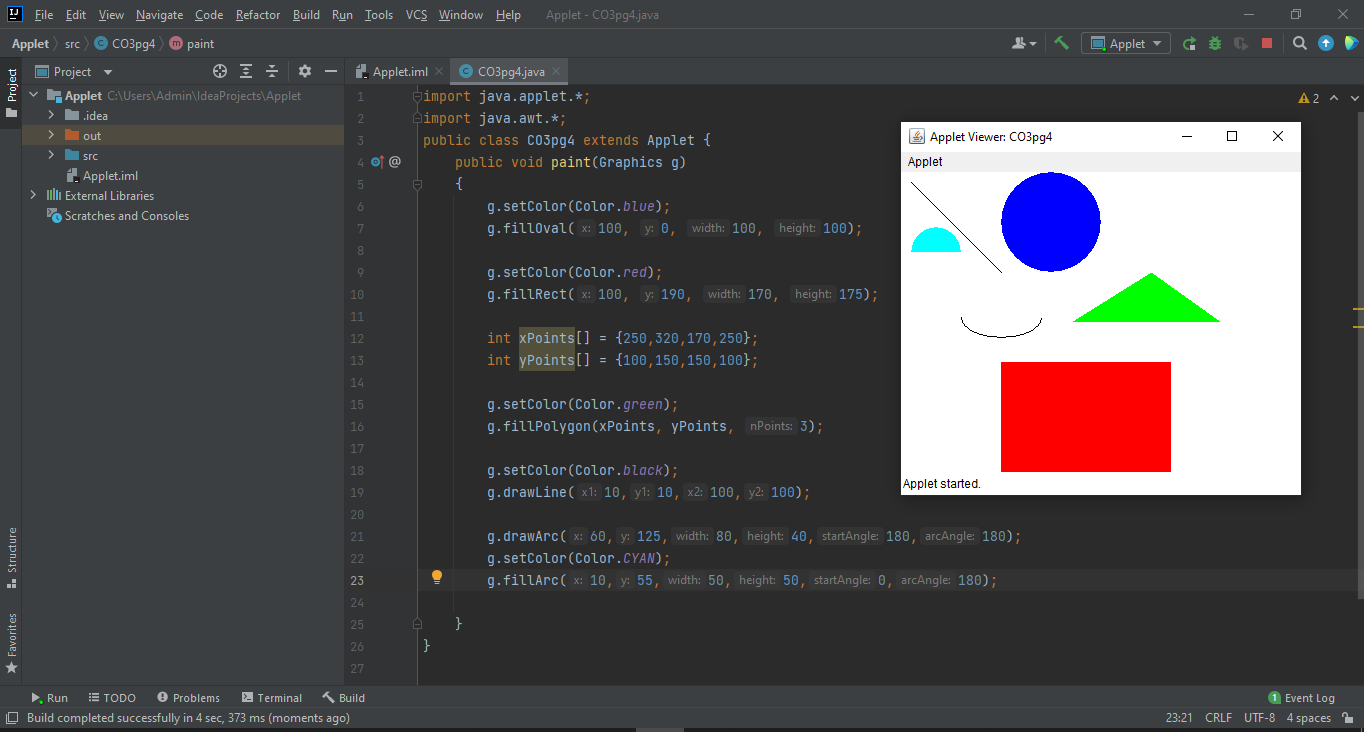 File Edit View Navigate Code Refactor Build Run Tools VCS Window Help Applet - CO3pg4.java
Applet src CO3pg4 paint Applet
Project Applet.iml CO3pg4.java
Project
Applet C:\Users\Admin\IdeaProjects\Applet
.idea
out
src
Applet.iml
External Libraries
Scratches and Consoles
1 import java.applet.*;
2 import java.awt.*;
3 public class CO3pg4 extends Applet {
4 @ public void paint(Graphics g)
5 {
6 g.setColor(Color.blue);
7 g.fillOval( x: 100, y: 0, width: 100, height: 100);
8
9 g.setColor(Color.red);
10 g.fillRect( x: 100, y: 190, width: 170, height: 175);
11
12 int xPoints[] = {250,320,170,250};
13 int yPoints[] = {100,150,150,100};
14
15 g.setColor(Color.green);
16 g.fillPolygon(xPoints, yPoints, nPoints: 3);
17
18 g.setColor(Color.black);
19 g.drawLine( x1: 10, y1: 10, x2: 100, y2: 100);
20
21 g.drawArc( x: 60, y: 125, width: 80, height: 40, startAngle: 180, arcAngle: 180);
22 g.setColor(Color.CYAN);
23 g.fillArc( x: 10, y: 55, width: 50, height: 50, startAngle: 0, arcAngle: 180);
24
25 }
26 }
27
2
Applet Viewer: CO3pg4
Applet
Applet started.
Structure
Favorites
Run TODO Problems Terminal Build 1 Event Log
Build completed successfully in 4 sec, 373 ms (moments ago) 23:21 CRLF UTF-8 4 spaces